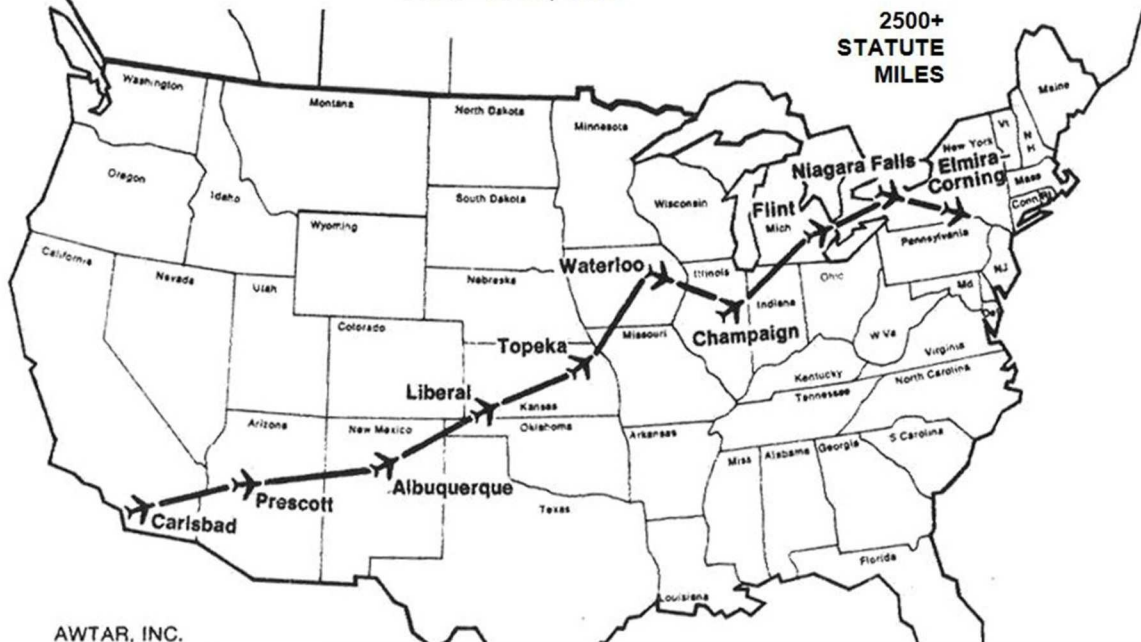 2500+
STATUTE
MILES
Washington
Montana
North Dakota
Minnesota
Maine
Vt
N
H
New York
Oregon
Idaho
South Dakota
Wisconsin
Niagara Falls
Elmira-
Corning
Mass
Conn
RI
Flint
Mich
Wyoming
Pennsylvania
California
Nevada
Utah
Nebraska
Waterloo
Illinois
Indiana
Ohio
NJ
Md
Del
Colorado
Missouri
Champaign
W Va
Virginia
Topeka
Kentucky
North Carolina
Tennessee
Liberal
Kansas
Oklahoma
Arizona
New Mexico
Arkansas
Miss
Alabama
Georgia
S Carolina
Albuquerque
Prescott
Carlsbad
Texas
Florida
Louisiana
AWTAR, INC.